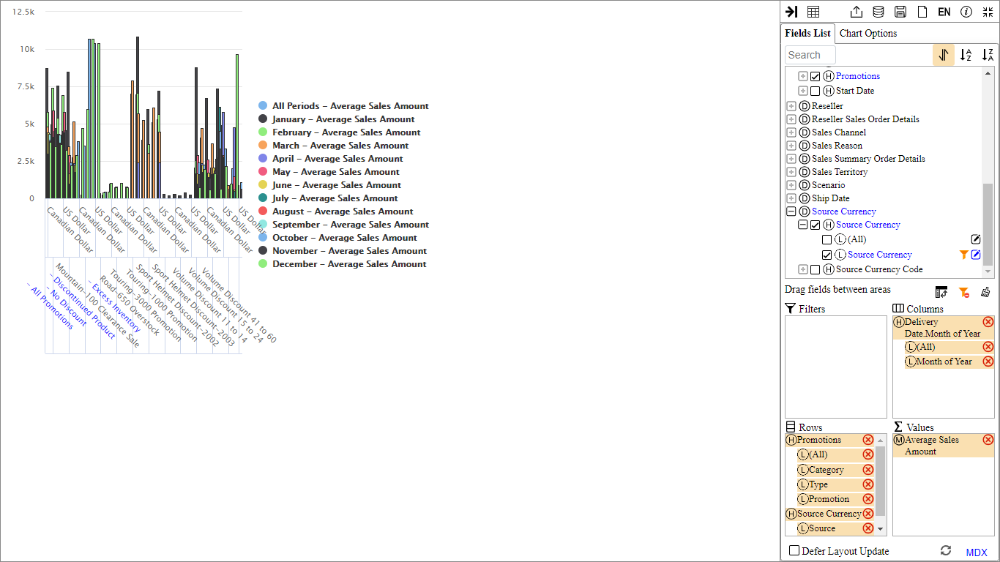 12.5k
10k
7.5k
5k
2.5k
0
Canadian Dollar
US Dollar
Canadian Dollar
US Dollar
Canadian Dollar
US Dollar
Canadian Dollar
US Dollar
Canadian Dollar
US Dollar
Canadian Dollar
US Dollar
US Dollar
- All Promotions
- No Discount
- Discontinued Product
Mountain-100 Clearance Sale
- Excess Inventory
Road-650 Overstock
Touring-3000 Promotion
Touring-1000 Promotion
Sport Helmet Discount-2002
Sport Helmet Discount-2003
Volume Discount 11 to 14
Volume Discount 15 to 24
Volume Discount 41 to 60
All Periods - Average Sales Amount
January - Average Sales Amount
February - Average Sales Amount
March - Average Sales Amount
April - Average Sales Amount
May - Average Sales Amount
June - Average Sales Amount
July - Average Sales Amount
August - Average Sales Amount
September - Average Sales Amount
October - Average Sales Amount
November - Average Sales Amount
December - Average Sales Amount
EN
Fields List Chart Options
Search
A Z
Z A
H Promotions
H Start Date
D Reseller
D Reseller Sales Order Details
D Sales Channel
D Sales Reason
D Sales Summary Order Details
D Sales Territory
D Scenario
D Ship Date
D Source Currency
H Source Currency
L (All)
L Source Currency
H Source Currency Code
Drag fields between areas
Filters
Columns
H Delivery
Date.Month of Year
L (All)
L Month of Year
Rows
H Promotions
L (All)
L Category
L Type
L Promotion
H Source Currency
L Source
Σ Values
M Average Sales
Amount
Defer Layout Update
MDX